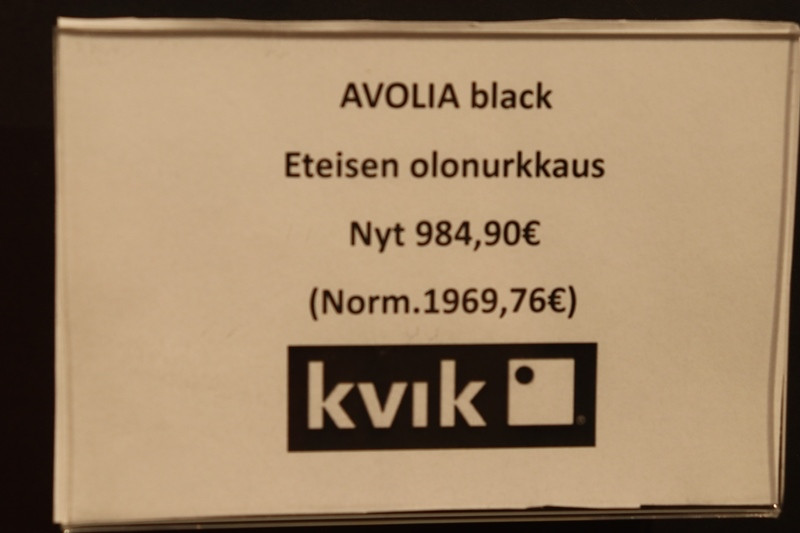 AVOLIA black
Eteisen olonurkkaus
Nyt 984,90€
(Norm.1969,76€)
kvik